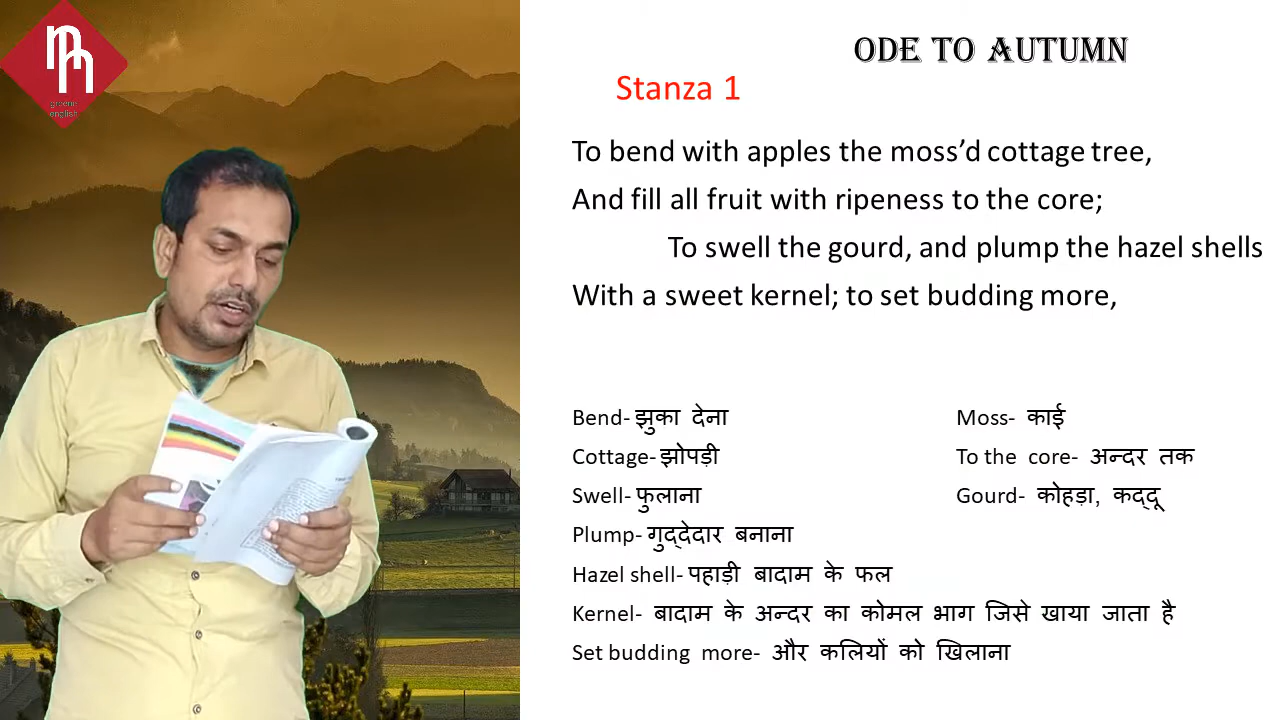 greene
english
ODE TO AUTUMN
Stanza 1
To bend with apples the moss’d cottage tree,
And fill all fruit with ripeness to the core;
To swell the gourd, and plump the hazel shells
With a sweet kernel; to set budding more,
Bend- झुका देना
Moss- काई
Cottage- झोपड़ी
To the core- अन्दर तक
Swell- फुलाना
Gourd- कोहड़ा, कद्दू
Plump- गुद्देदार बनाना
Hazel shell- पहाड़ी बादाम के फल
Kernel- बादाम के अन्दर का कोमल भाग जिसे खाया जाता है
Set budding more- और कलियों को खिलाना